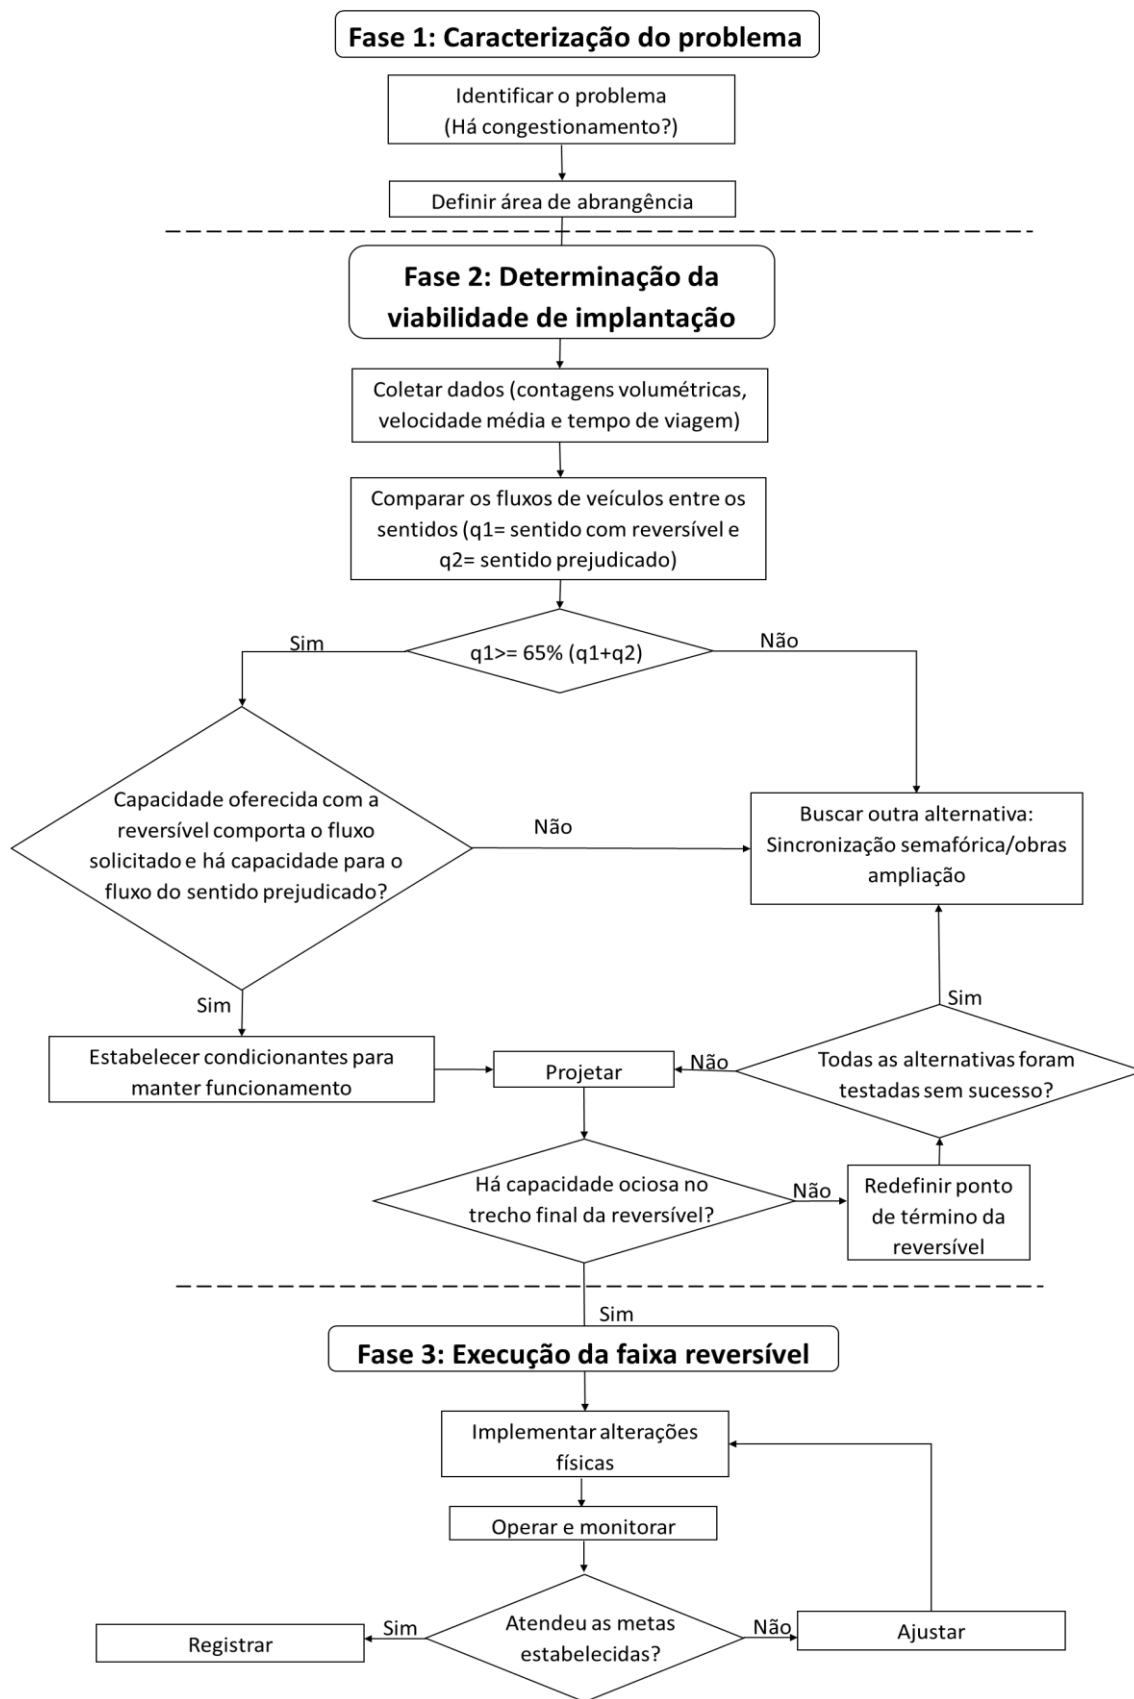 Fase 1: Caracterização do problema
Identificar o problema
(Há congestionamento?)
Definir área de abrangência
Fase 2: Determinação da
viabilidade de implantação
Coletar dados (contagens volumétricas,
velocidade média e tempo de viagem)
Comparar os fluxos de veículos entre os
sentidos (q1= sentido com reversível e
q2= sentido prejudicado)
Sim
q1>= 65% (q1+q2)
Não
Capacidade oferecida com a
reversível comporta o fluxo
solicitado e há capacidade para o
fluxo do sentido prejudicado?
Não
Buscar outra alternativa:
Sincronização semafórica/obras
ampliação
Sim
Sim
Estabelecer condicionantes para
manter funcionamento
Projetar
Não
Todas as alternativas foram
testadas sem sucesso?
Há capacidade ociosa no
trecho final da reversível?
Não
Redefinir ponto
de término da
reversível
Sim
Fase 3: Execução da faixa reversível
Implementar alterações
físicas
Operar e monitorar
Atendeu as metas
estabelecidas?
Sim
Registrar
Não
Ajustar